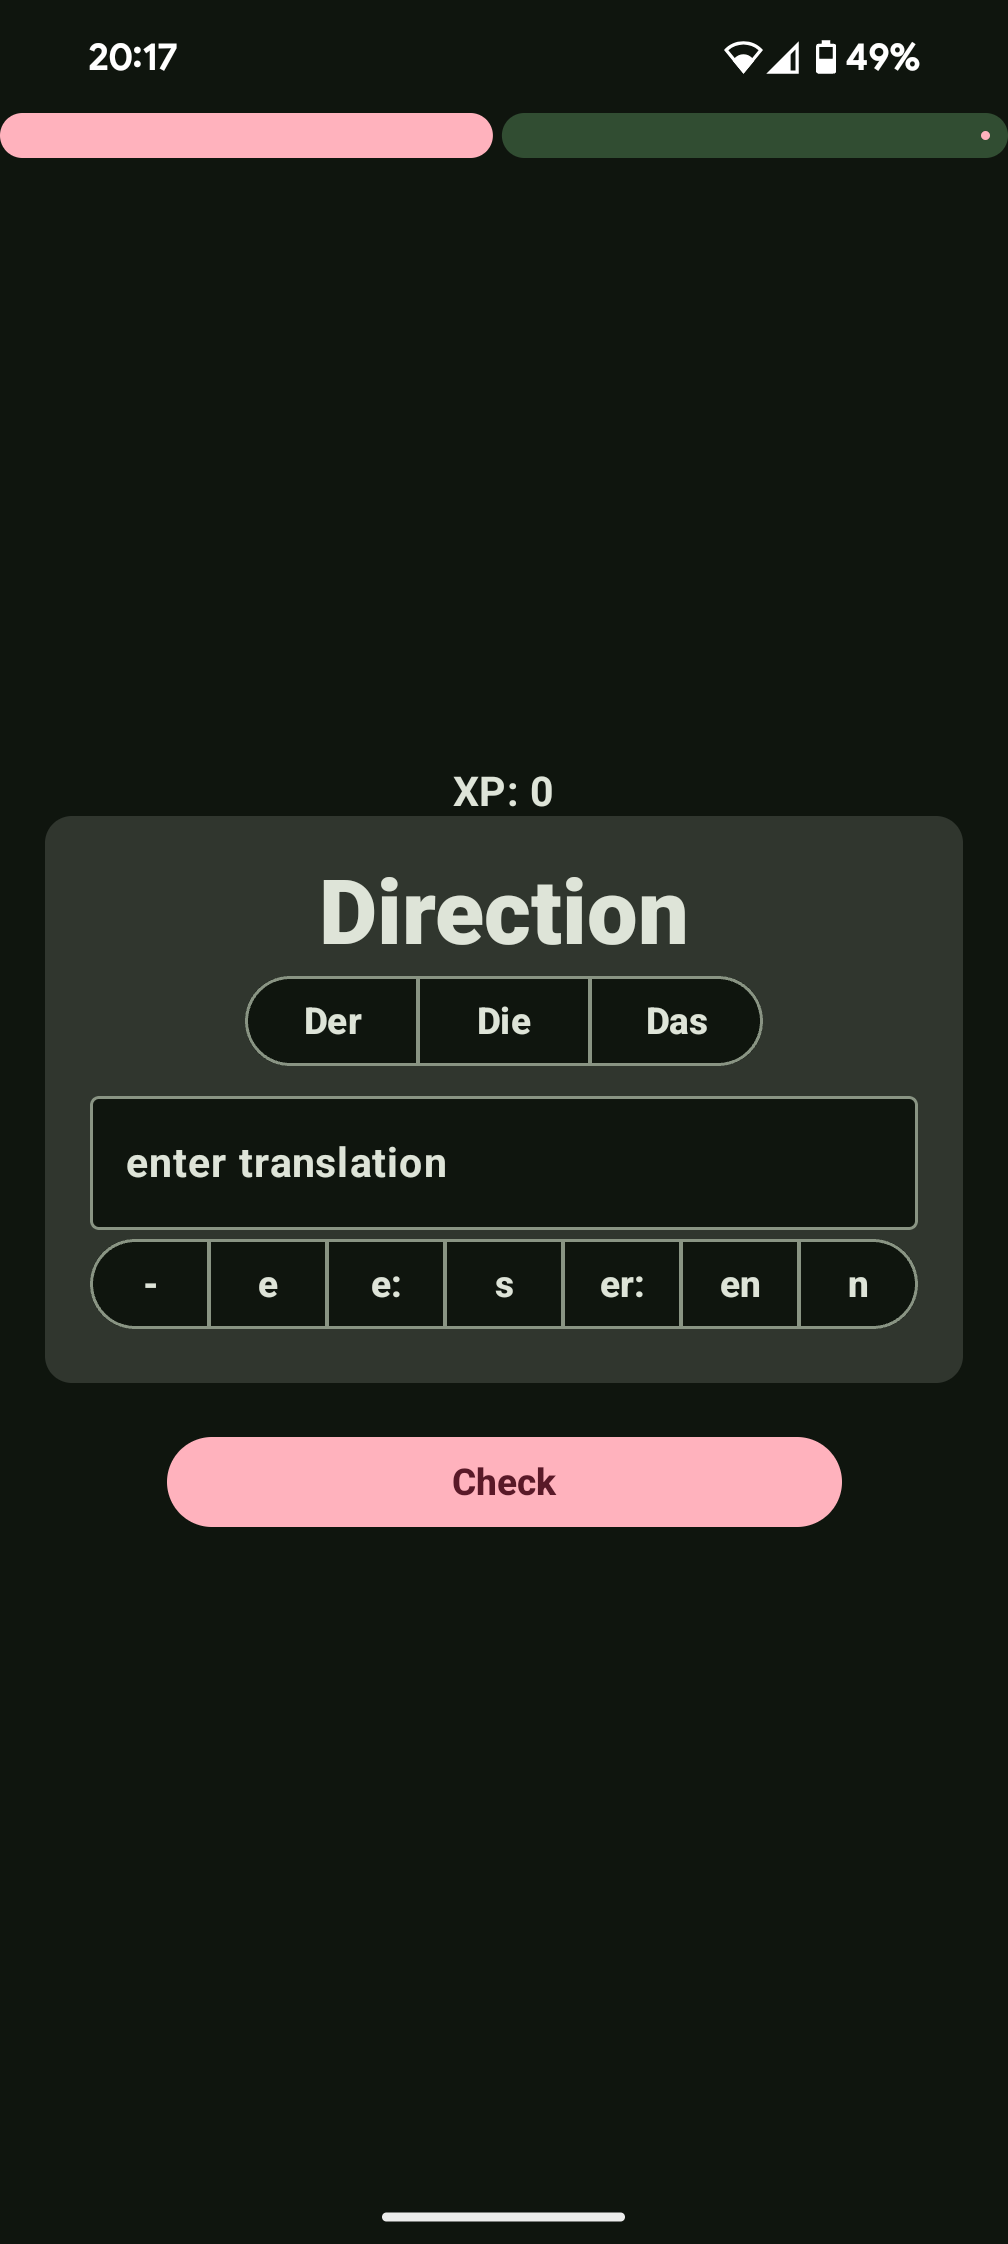 20:17 49%
XP: 0
Direction
Der Die Das
enter translation
- e e: s er: en n
Check